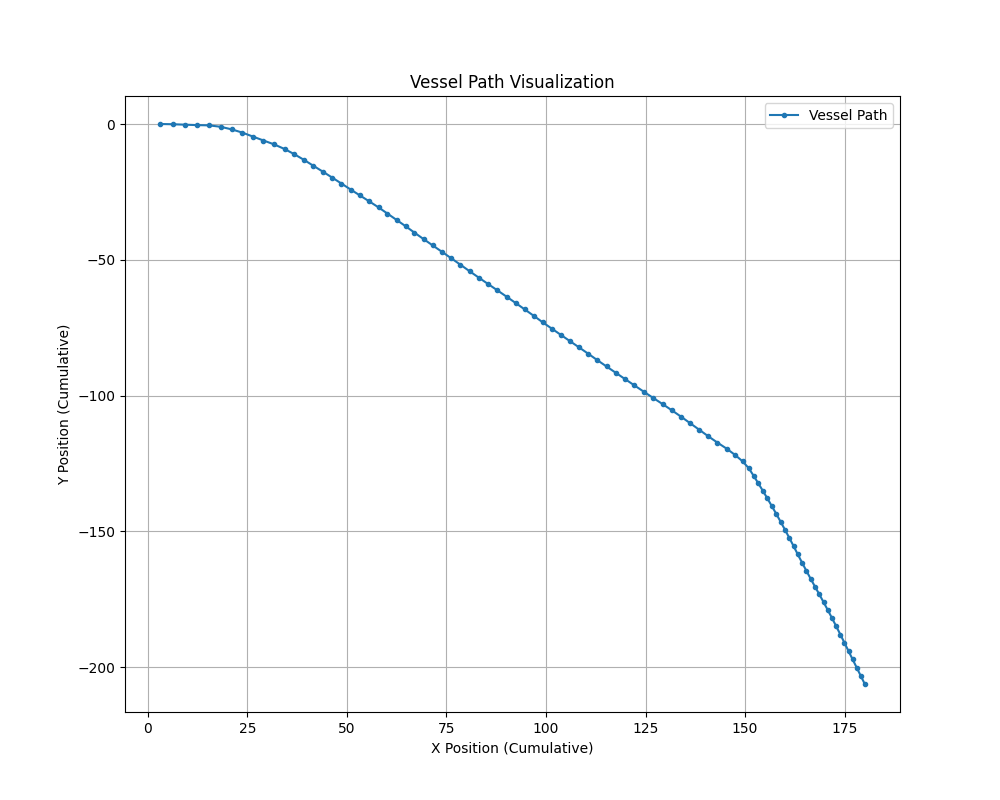 Vessel Path Visualization
Vessel Path
0
−50
−100
−150
−200
Y Position (Cumulative)
0 25 50 75 100 125 150 175
X Position (Cumulative)